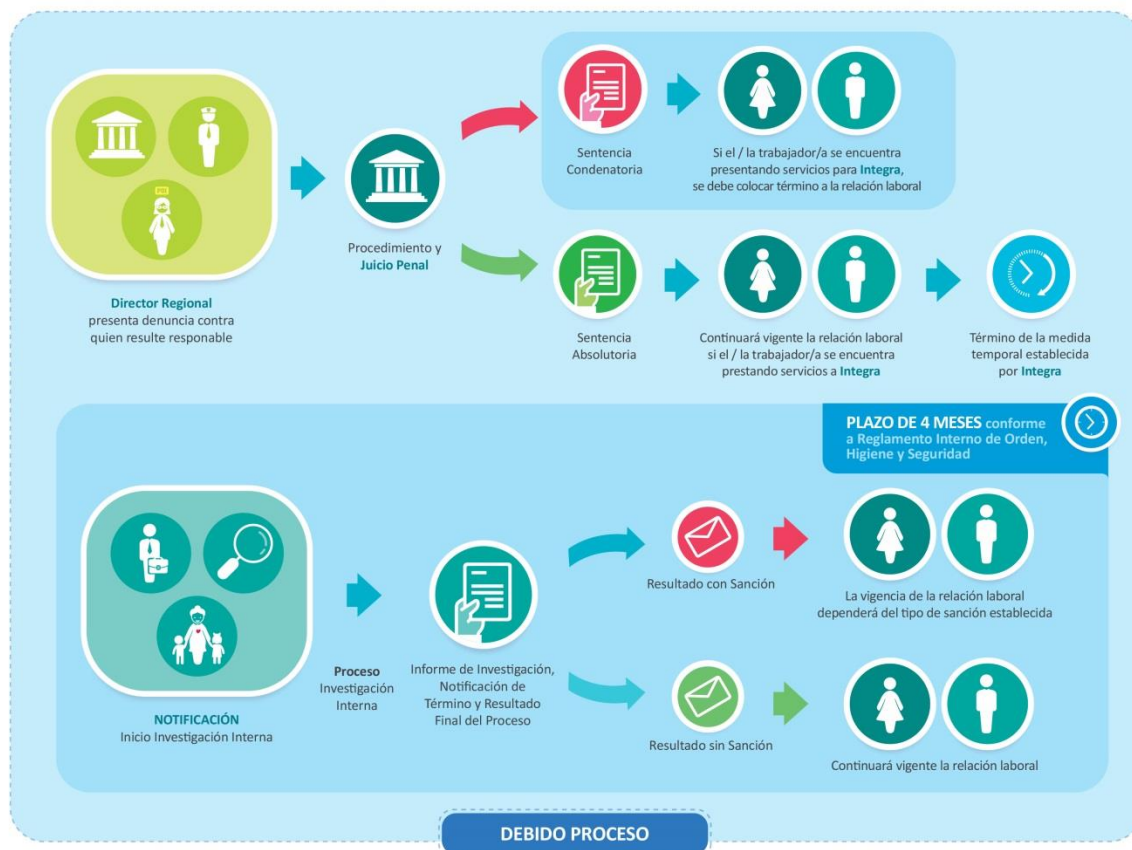 Director Regional
presenta denuncia contra
quien resulte responable
PDI
Procedimiento y
Juicio Penal
Sentencia
Condenatoria
Si el / la trabajador/a se encuentra
presentando servicios para Integra,
se debe colocar término a la relación laboral
Sentencia
Absolutoria
Continuará vigente la relación laboral
si el / la trabajador/a se encuentra
prestando servicios a Integra
Término de la medida
temporal establecida
por Integra
PLAZO DE 4 MESES conforme
a Reglamento Interno de Orden,
Higiene y Seguridad
NOTIFICACIÓN
Inicio Investigación Interna
Proceso
Investigación
Interna
Informe de Investigación,
Notificación de
Término y Resultado
Final del Proceso
Resultado con Sanción
La vigencia de la relación laboral
dependerá del tipo de sanción establecida
Resultado sin Sanción
Continuará vigente la relación laboral
DEBIDO PROCESO